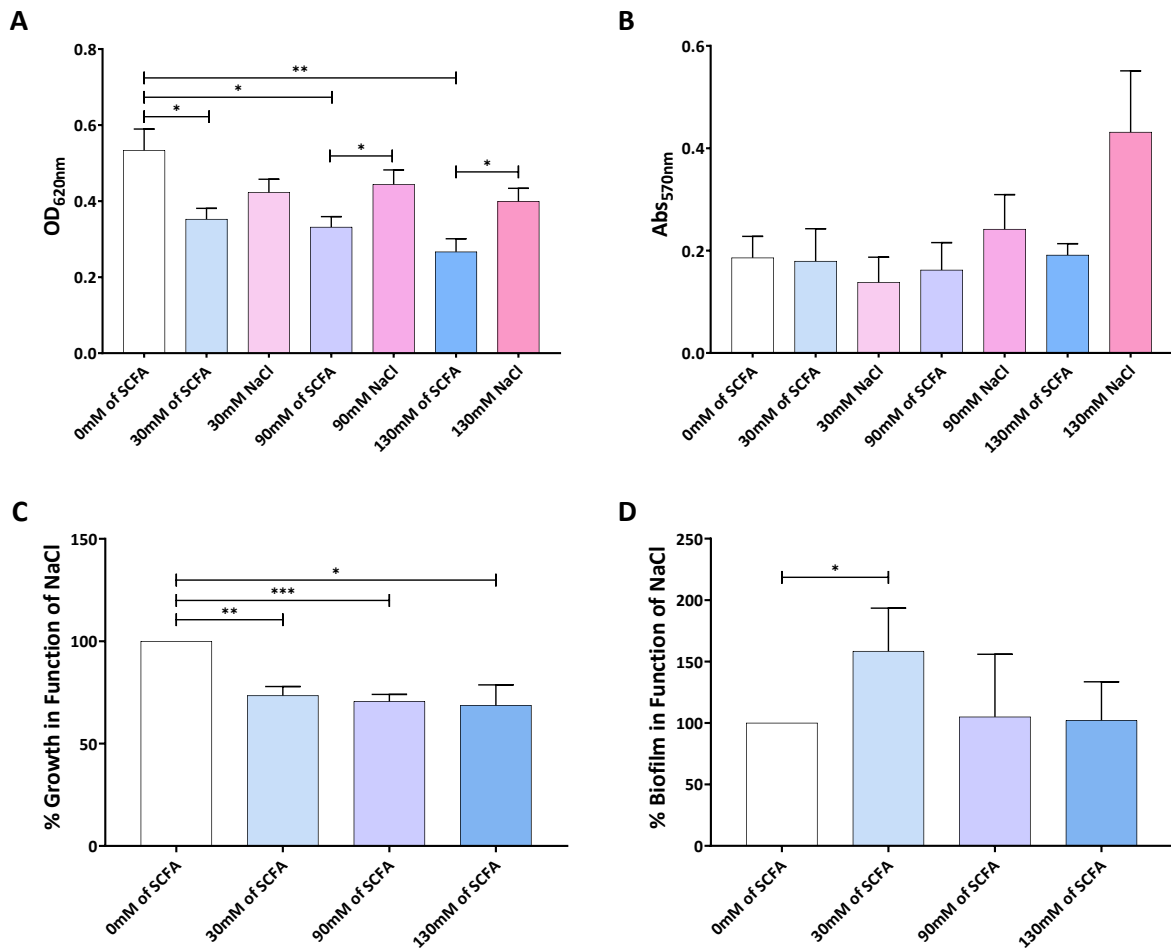 A
OD620nm
0.8
0.6
0.4
0.2
0.0
**
*
*
*
*
0mM of SCFA
30mM of SCFA
30mM NaCl
90mM of SCFA
90mM NaCl
130mM of SCFA
130mM NaCl
B
Abs570nm
0.6
0.4
0.2
0.0
0mM of SCFA
30mM of SCFA
30mM NaCl
90mM of SCFA
90mM NaCl
130mM of SCFA
130mM NaCl
C
% Growth in Function of NaCl
150
100
50
0
*
***
**
0mM of SCFA
30mM of SCFA
90mM of SCFA
130mM of SCFA
D
% Biofilm in Function of NaCl
250
200
150
100
50
0
*
0mM of SCFA
30mM of SCFA
90mM of SCFA
130mM of SCFA